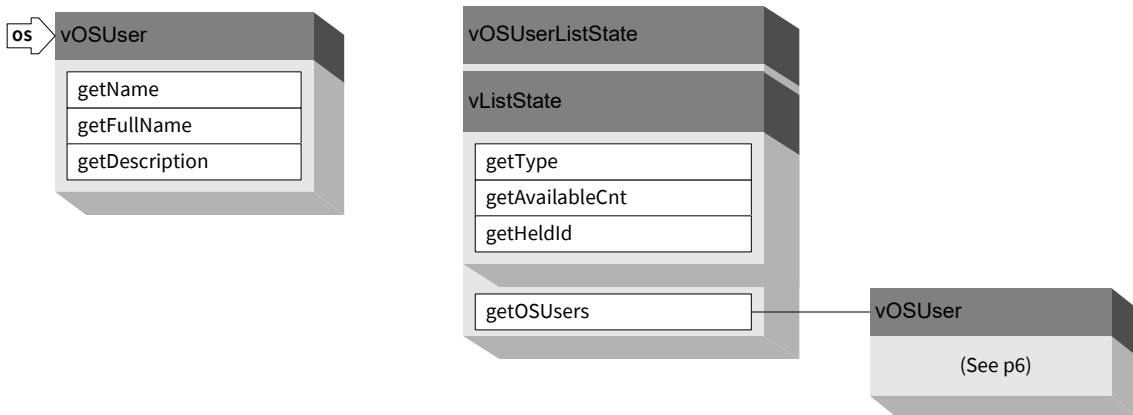 os
vOSUser
getName
getFullName
getDescription
vOSUserListState
vListState
getType
getAvailableCnt
getHeldId
getOSUsers
vOSUser
(See p6)